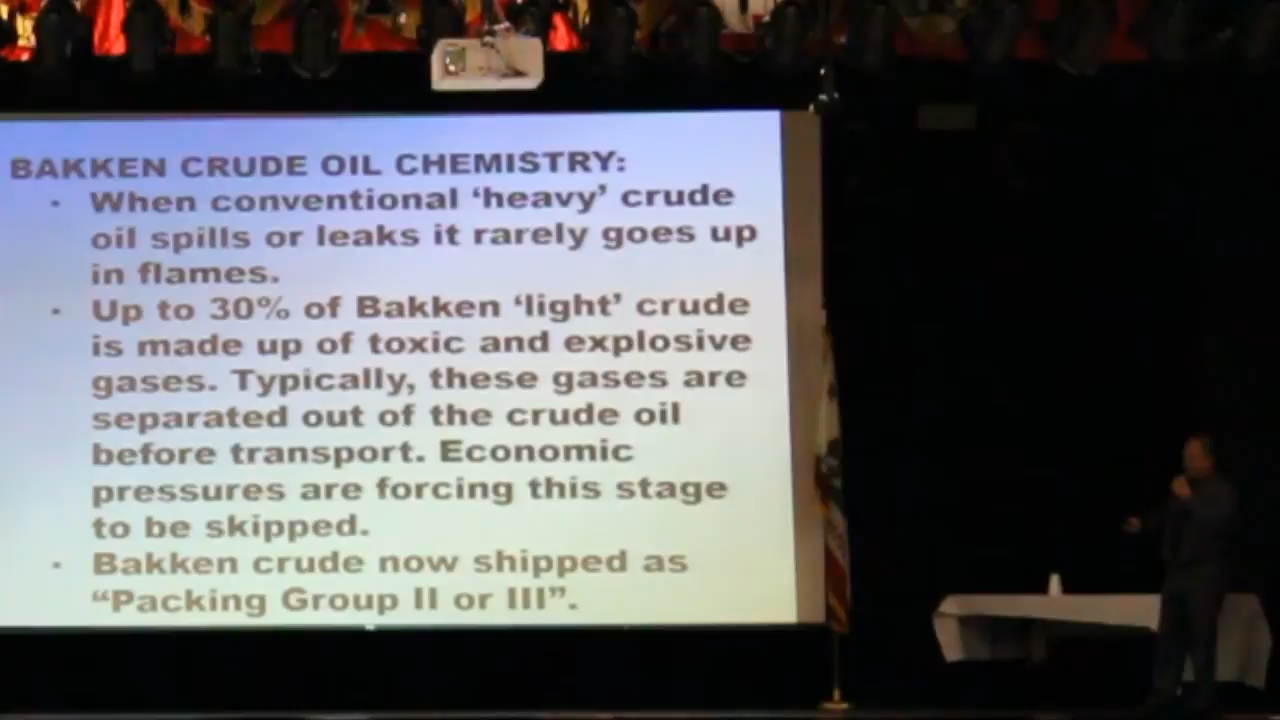 BAKKEN CRUDE OIL CHEMISTRY:
· When conventional ‘heavy’ crude
oil spills or leaks it rarely goes up
in flames.
· Up to 30% of Bakken ‘light’ crude
is made up of toxic and explosive
gases. Typically, these gases are
separated out of the crude oil
before transport. Economic
pressures are forcing this stage
to be skipped.
· Bakken crude now shipped as
“Packing Group II or III”.